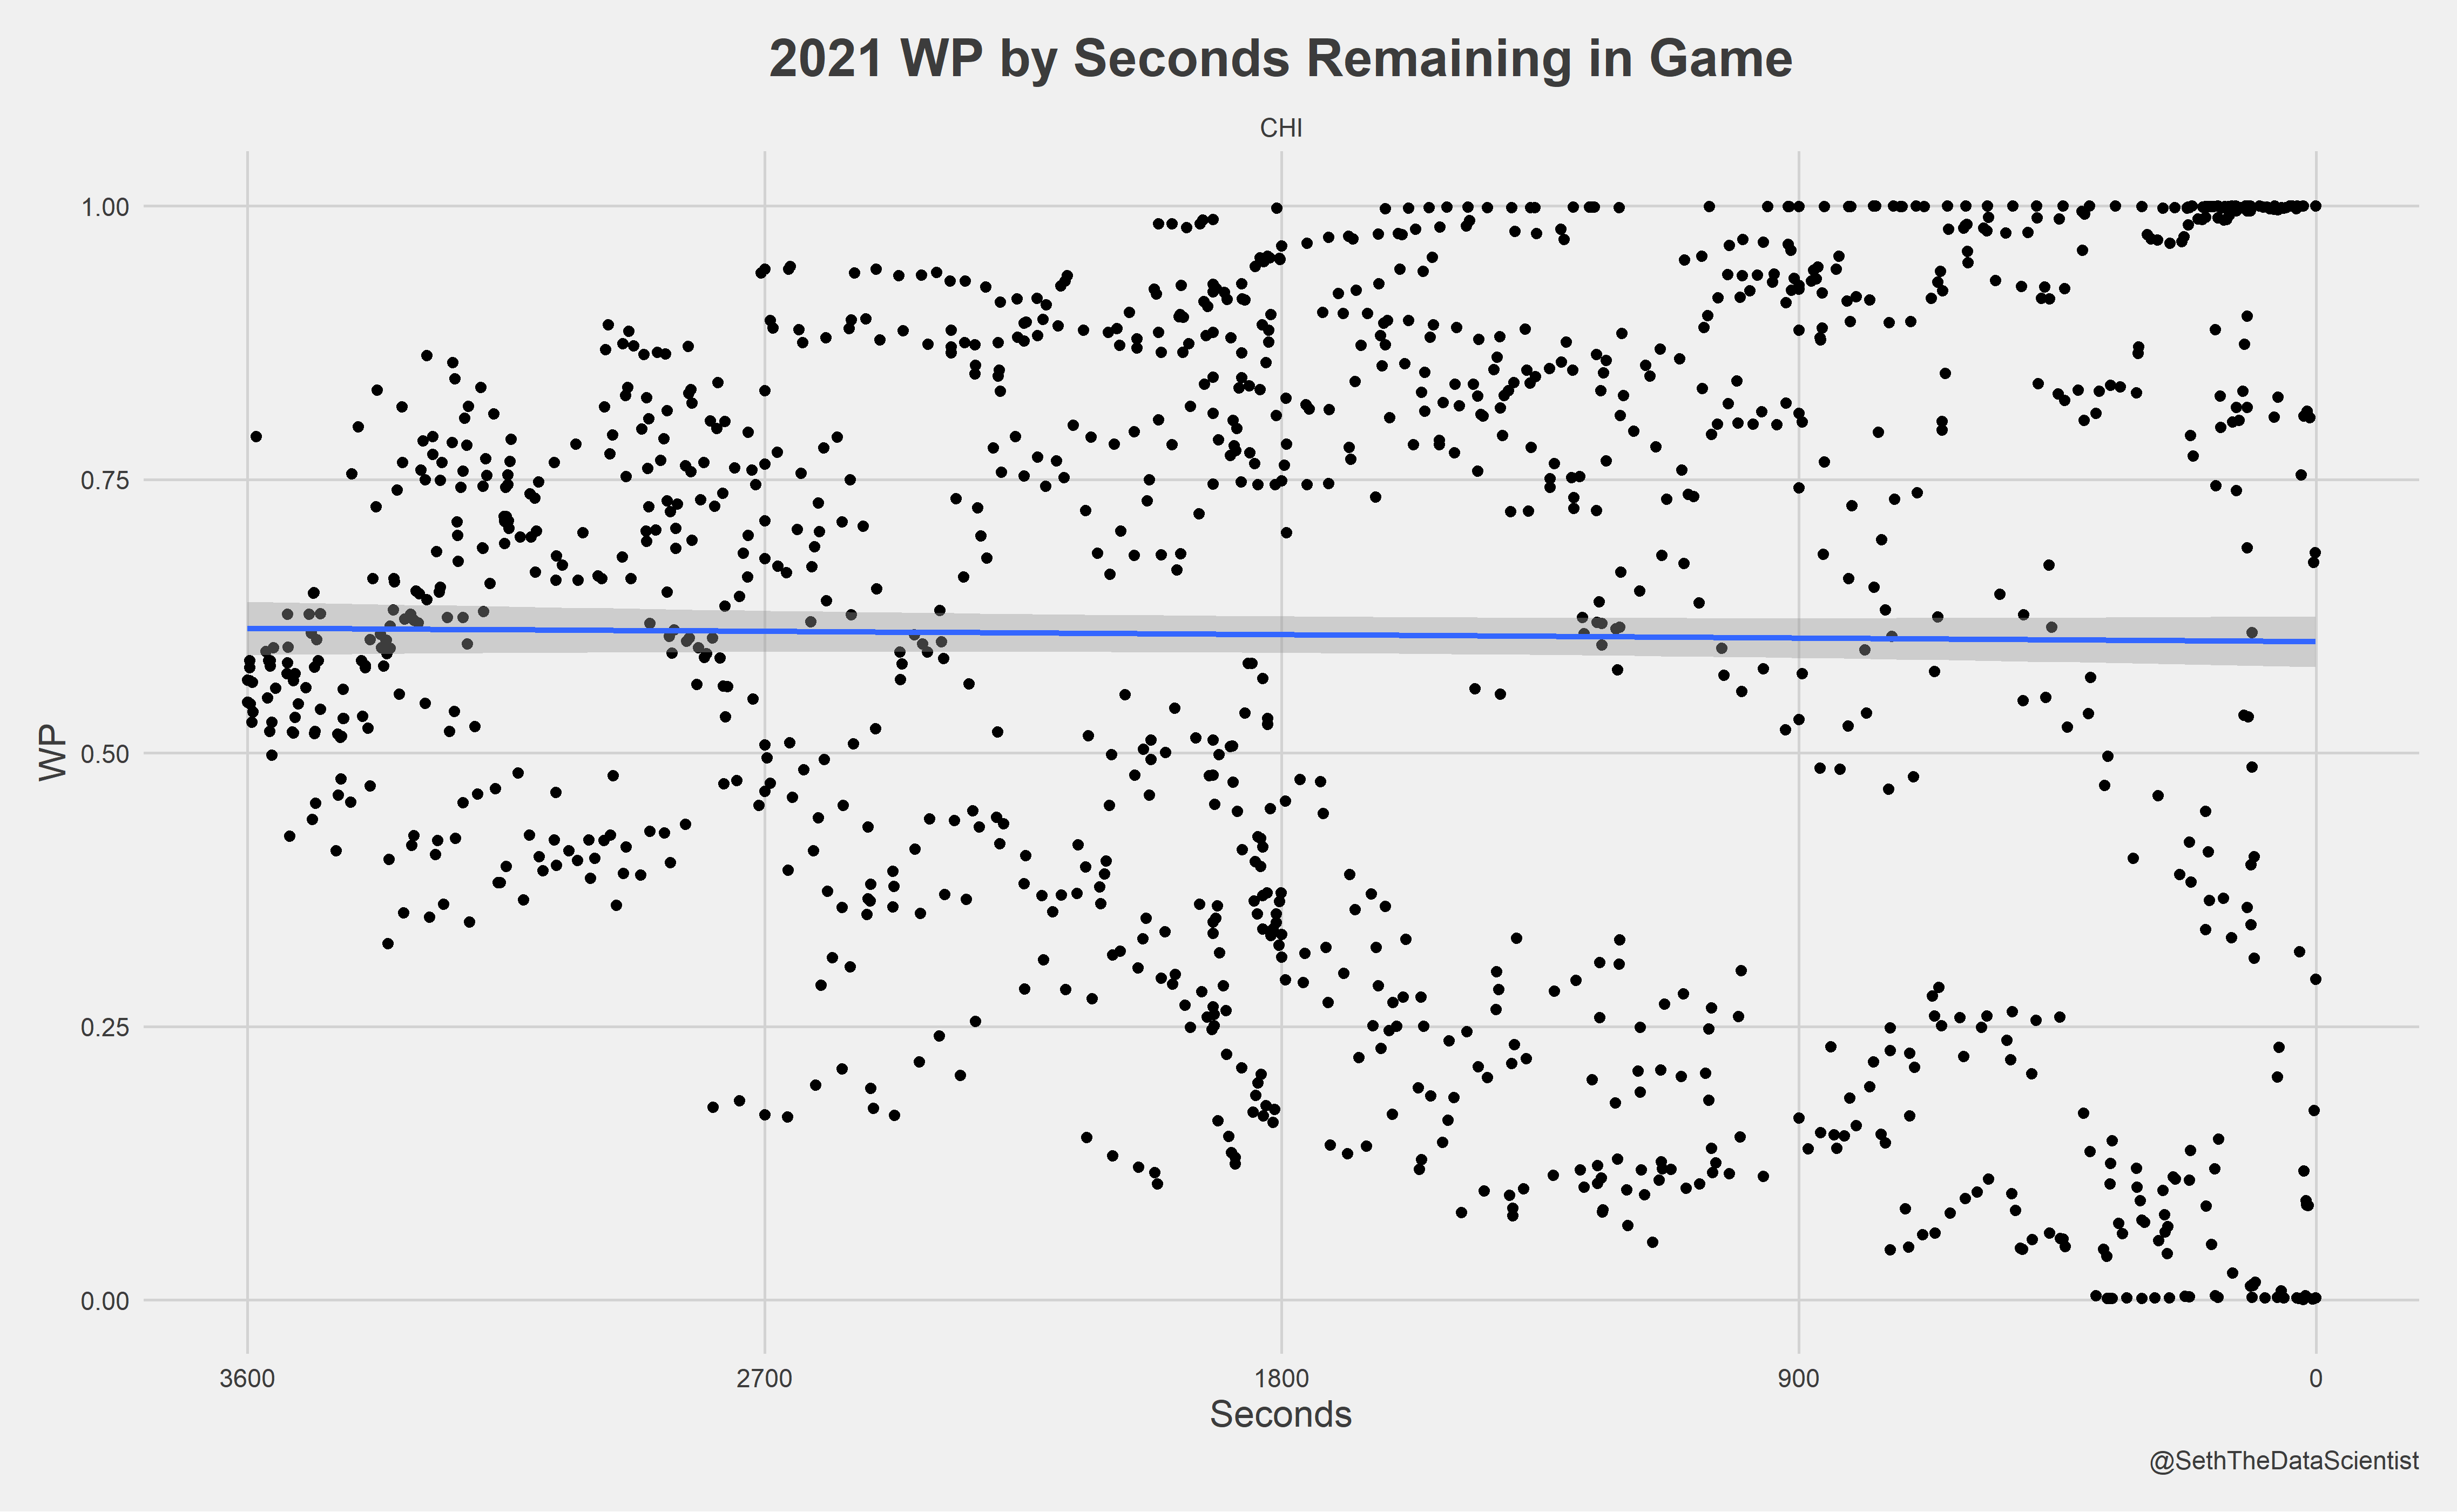 2021 WP by Seconds Remaining in Game
CHI
1.00
0.75
0.50
0.25
0.00
WP
3600 2700 1800 900 0
Seconds
@SethTheDataScientist